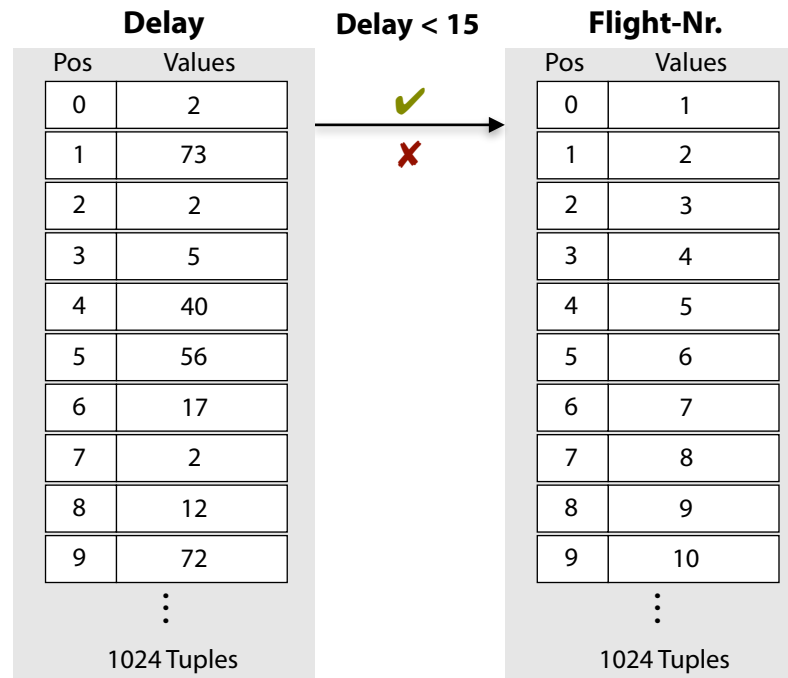 Delay Delay < 15 Flight-Nr.
Pos Values Pos Values
0 2 ✔ 0 1
1 73 ✘ 1 2
2 2 2 3
3 5 3 4
4 40 4 5
5 56 5 6
6 17 6 7
7 2 7 8
8 12 8 9
9 72 9 10
⋮ ⋮
1024 Tuples 1024 Tuples